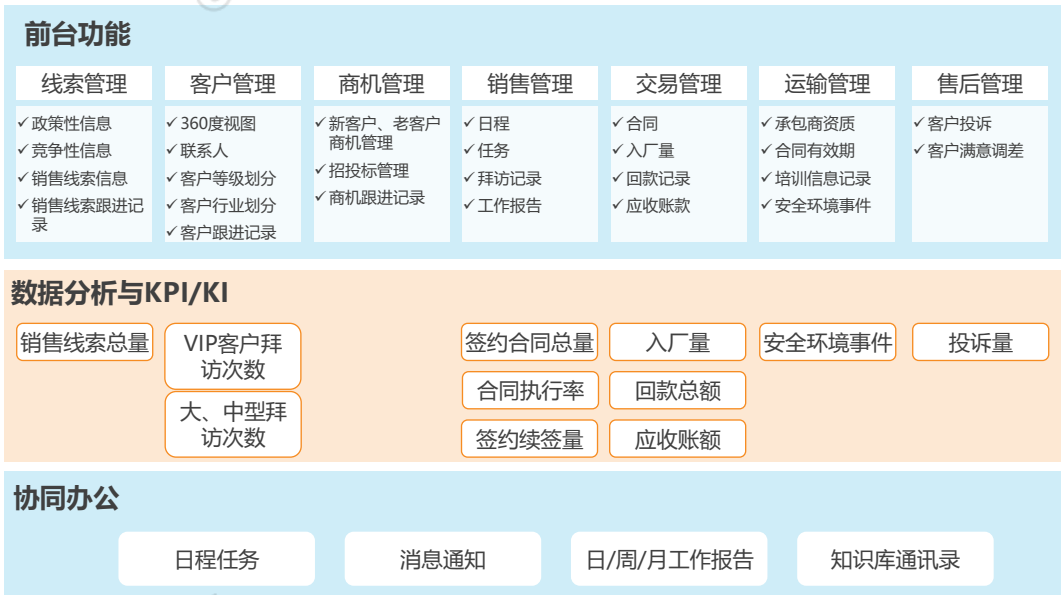 前台功能
线索管理
✓政策性信息
✓竞争性信息
✓销售线索信息
✓销售线索跟进记
录
客户管理
✓360度视图
✓联系人
✓客户等级划分
✓客户行业划分
✓客户跟进记录
商机管理
✓新客户、老客户
商机管理
✓招投标管理
✓商机跟进记录
销售管理
✓日程
✓任务
✓拜访记录
✓工作报告
交易管理
✓合同
✓入厂量
✓回款记录
✓应收账款
运输管理
✓承包商资质
✓合同有效期
✓培训信息记录
✓安全环境事件
售后管理
✓客户投诉
✓客户满意调差
数据分析与KPI/KI
销售线索总量
VIP客户拜
访次数
大、中型拜
访次数
签约合同总量
合同执行率
签约续签量
入厂量
回款总额
应收账额
安全环境事件
投诉量
协同办公
日程任务
消息通知
日/周/月工作报告
知识库通讯录